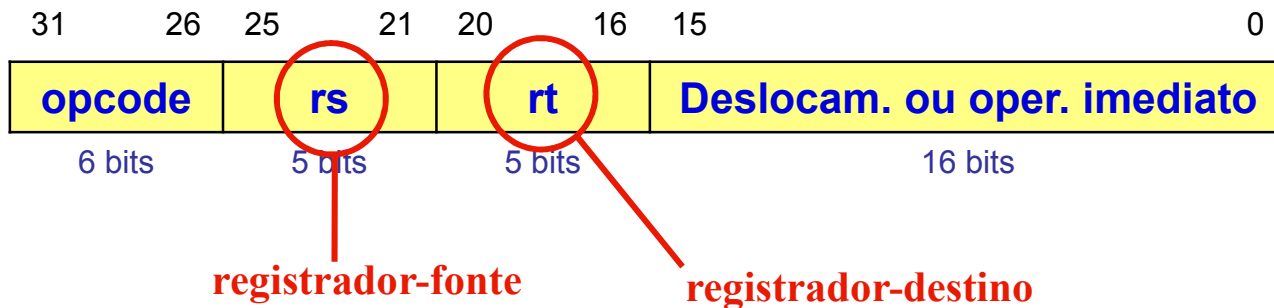 31 26 25 21 20 16 15 0
opcode rs rt Deslocam. ou oper. imediato
6 bits 5 bits 5 bits 16 bits
registrador-fonte registrador-destino